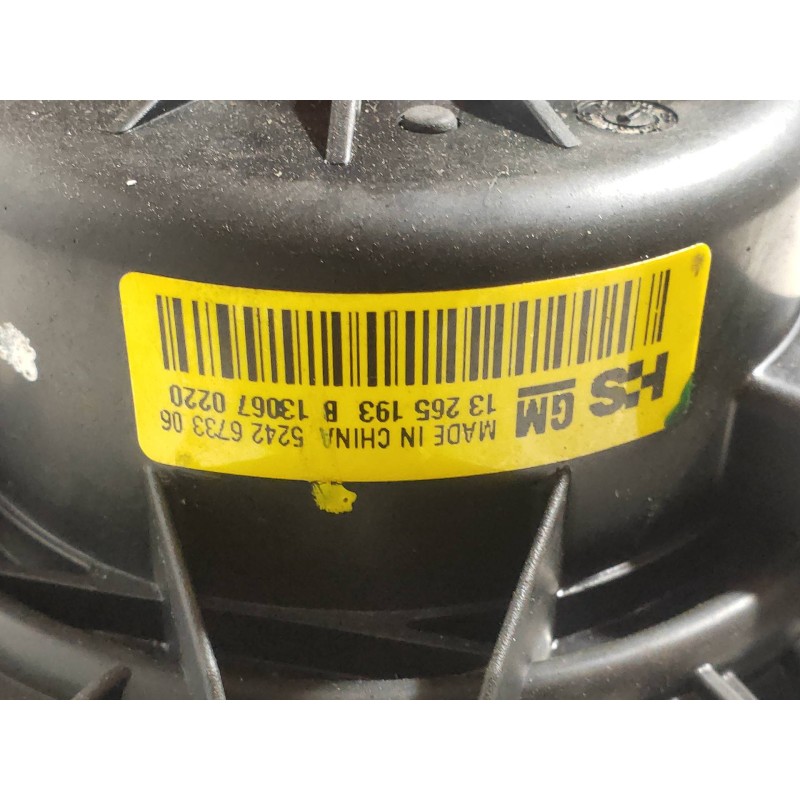 MADE IN CHINA 5242 6733 06
GM 13 265 193 B 13067 0220
HS